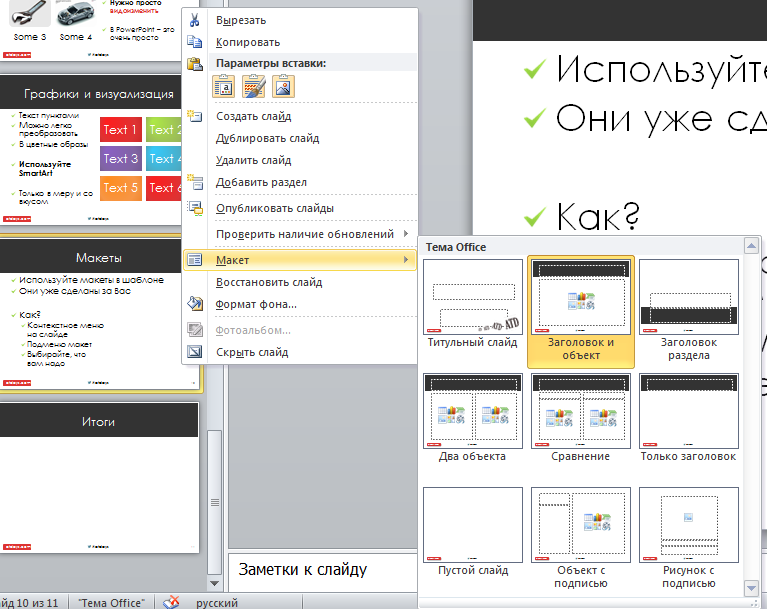 Some 3
Some 4
Нужно просто
видоизменить
В PowerPoint – это
очень просто
Графики и визуализация
Текст пунктами
Можно легко
преобразовать
В цветные образы
Используйте
SmartArt
Только в меру и со
вкусом
Text 1
Text 2
Text 3
Text 4
Text 5
Text 6
Макеты
Используйте макеты в шаблоне
Они уже сделаны за Вас
Как?
Контекстное меню
на слайде
Подменю макет
Выбирайте, что
вам надо
Итоги
Вырезать
Копировать
Параметры вставки:
Создать слайд
Дублировать слайд
Удалить слайд
Добавить раздел
Опубликовать слайды
Проверить наличие обновлений
Макет
Восстановить слайд
Формат фона...
Фотоальбом...
Скрыть слайд
Используйте
Они уже сд
Как?
Тема Office
Титульный слайд
Заголовок и
объект
Заголовок
раздела
Два объекта
Сравнение
Только заголовок
Пустой слайд
Объект с
подписью
Рисунок с
подписью
Заметки к слайду
йд 10 из 11
"Тема Office"
русский